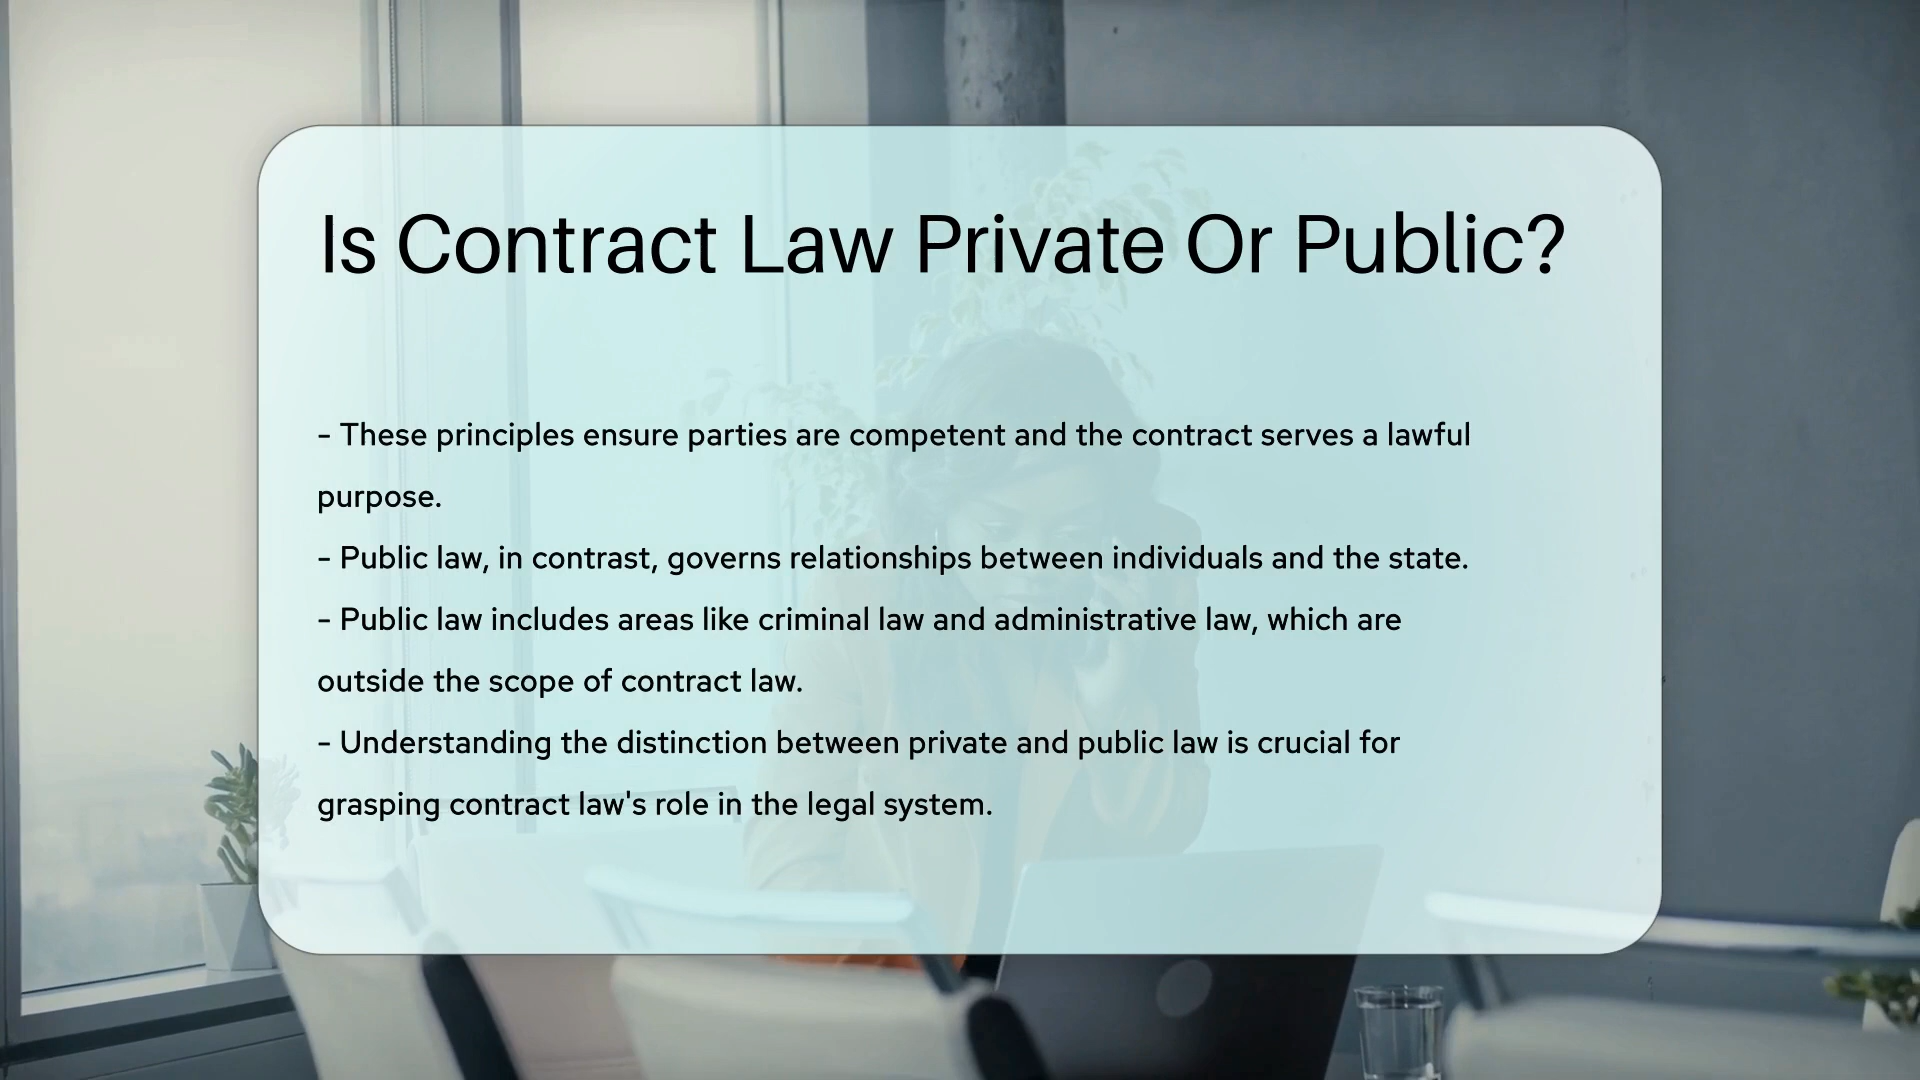 Is Contract Law Private Or Public?
- These principles ensure parties are competent and the contract serves a lawful
purpose.
- Public law, in contrast, governs relationships between individuals and the state.
- Public law includes areas like criminal law and administrative law, which are
outside the scope of contract law.
- Understanding the distinction between private and public law is crucial for
grasping contract law's role in the legal system.